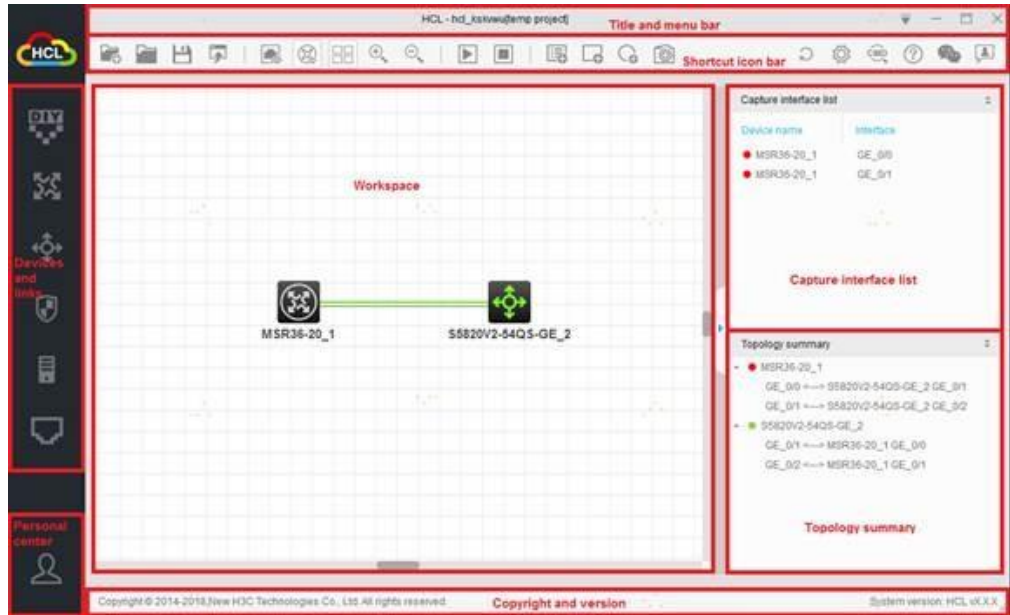 HCL - hcl_kskvwu[temp project]
Title and menu bar
HCL
Shortcut icon bar
DIY
Devices and links
Personal center
Workspace
MSR36-20_1
S5820V2-54QS-GE_2
Capture interface list
Device name Interface
MSR36-20_1 GE_0/0
MSR36-20_1 GE_0/1
Capture interface list
Topology summary
MSR36-20_1
GE_0/0 <---> S5820V2-54QS-GE_2 GE_0/1
GE_0/1 <---> S5820V2-54QS-GE_2 GE_0/2
S5820V2-54QS-GE_2
GE_0/1 <---> MSR36-20_1 GE_0/0
GE_0/2 <---> MSR36-20_1 GE_0/1
Topology summary
Copyright © 2014-2018,New H3C Technologies Co., Ltd. All rights reserved.
Copyright and version
System version: HCL vX.X.X